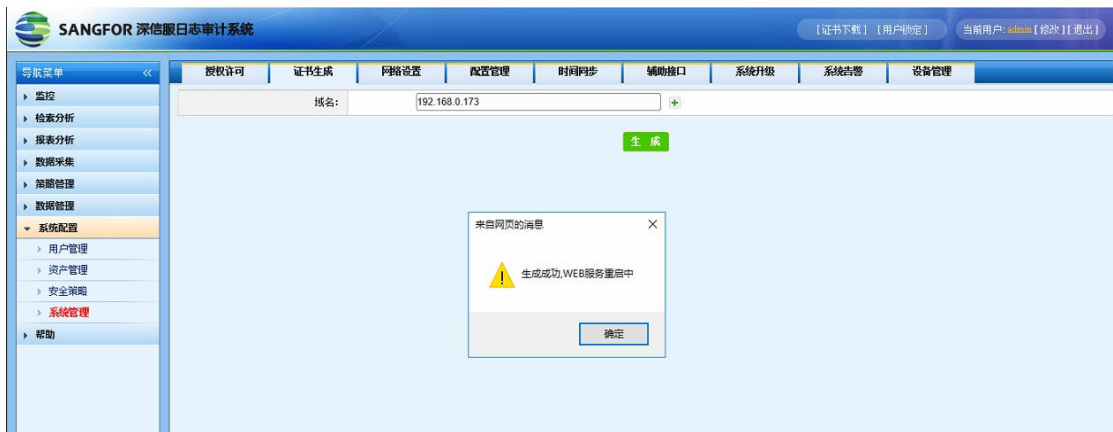 SANGFOR 深信服日志审计系统
[证书下载] [用户锁定] 当前用户: admin [修改] [退出]
导航菜单 «
授权许可 证书生成 网络设置 配置管理 时间同步 辅助接口 系统升级 系统告警 设备管理
监控
域名: 192.168.0.173
检索分析
报表分析
生 成
数据采集
策略管理
数据管理
系统配置
用户管理
资产管理
安全策略
系统管理
帮助
来自网页的消息
生成成功,WEB服务重启中
确定